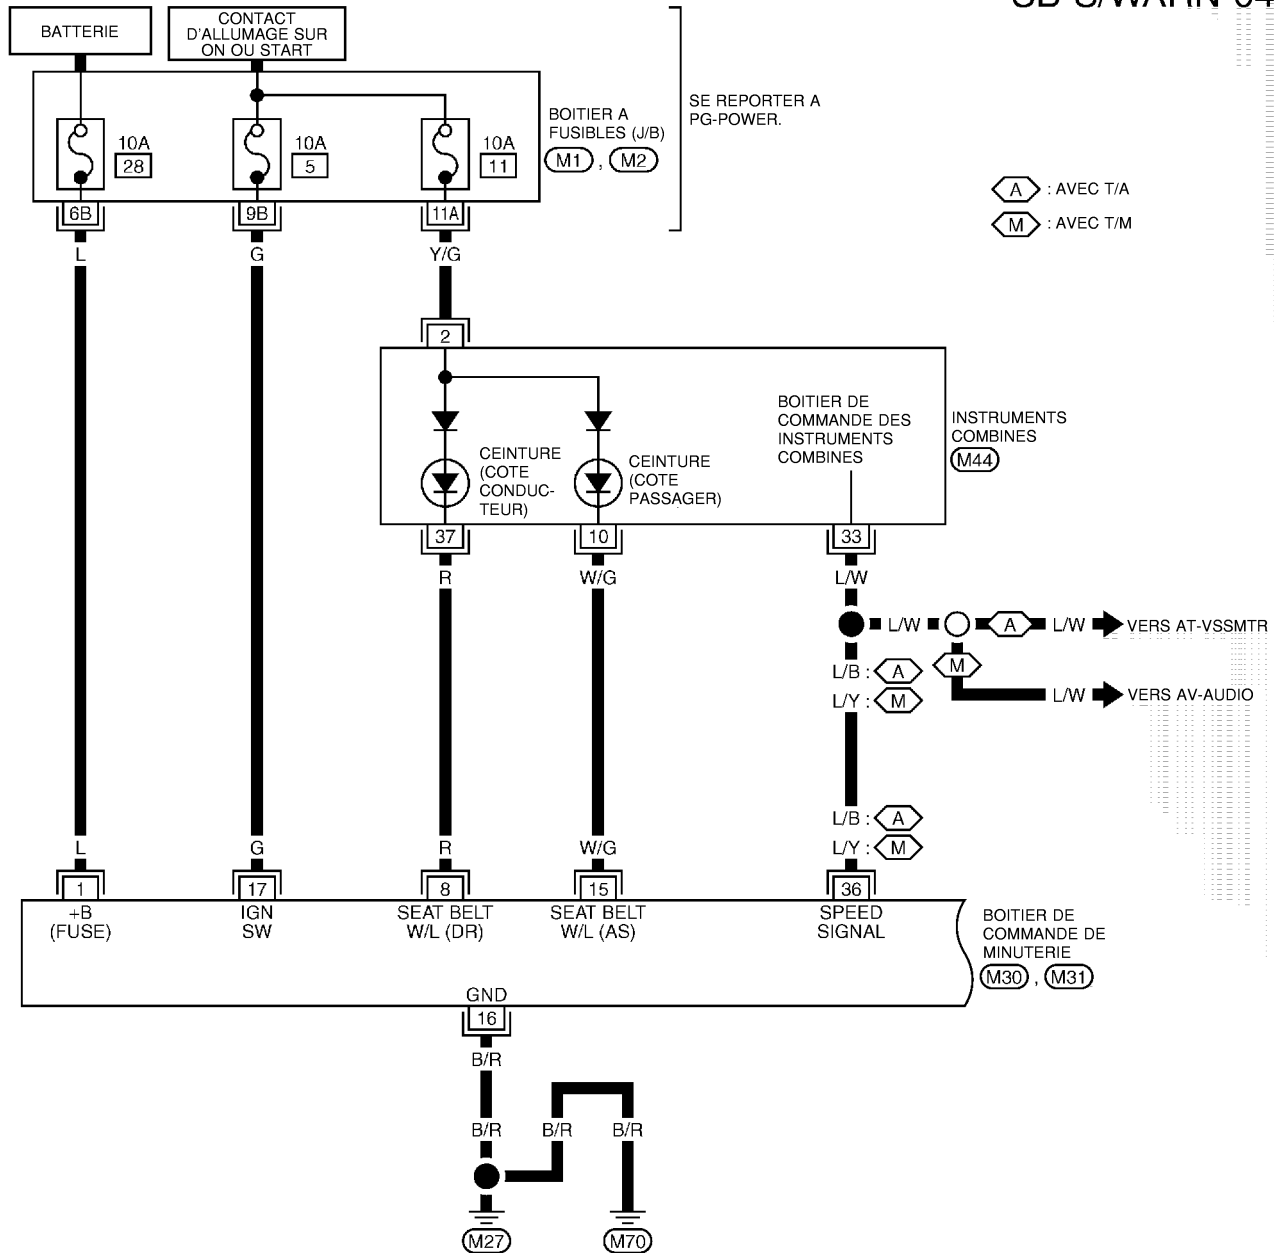 BATTERIE
CONTACT
D'ALLUMAGE SUR
ON OU START
BOITIER A
FUSIBLES (J/B)
M1 , M2
SE REPORTER A
PG-POWER.
10A
28
10A
5
10A
11
A : AVEC T/A
M : AVEC T/M
6B
9B
11A
L
G
Y/G
2
BOITIER DE
COMMANDE DES
INSTRUMENTS
COMBINES
INSTRUMENTS
COMBINES
M44
CEINTURE
(COTE
CONDUC-
TEUR)
CEINTURE
(COTE
PASSAGER)
37
10
33
R
W/G
L/W
L/W
A
L/W
VERS AT-VSSMTR
L/B : A
M
L/Y : M
L/W
VERS AV-AUDIO
L/B : A
L/Y : M
L
G
R
W/G
1
17
8
15
36
+B
(FUSE)
IGN
SW
SEAT BELT
W/L (DR)
SEAT BELT
W/L (AS)
SPEED
SIGNAL
BOITIER DE
COMMANDE DE
MINUTERIE
M30 , M31
GND
16
B/R
B/R
B/R
B/R
M27
M70